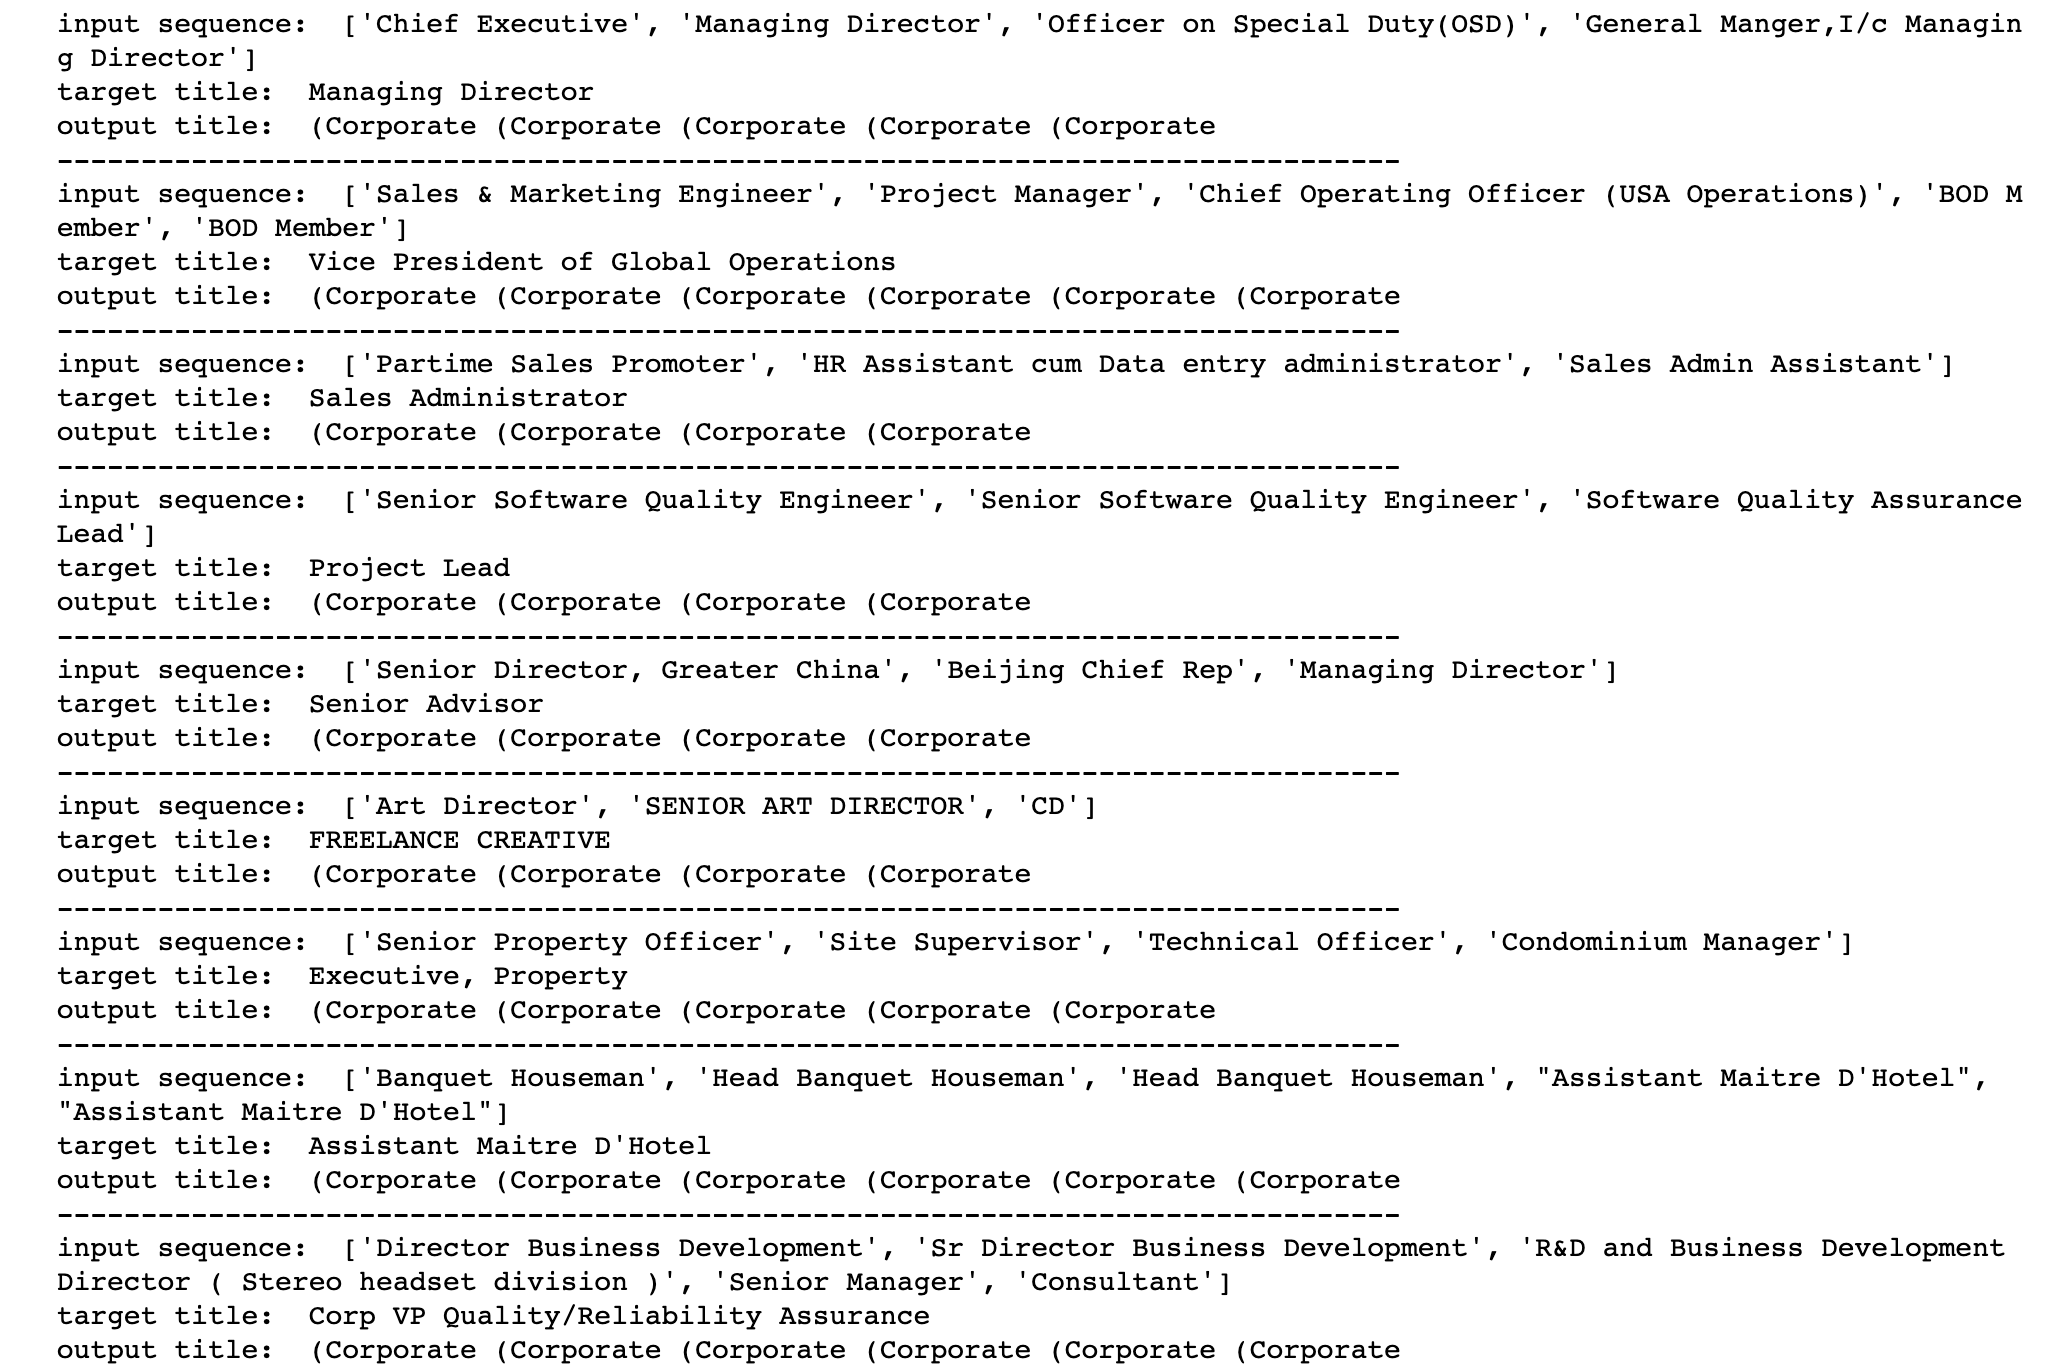 input sequence:  ['Chief Executive', 'Managing Director', 'Officer on Special Duty(OSD)', 'General Manger,I/c Managin
g Director']
target title:  Managing Director
output title:  (Corporate (Corporate (Corporate (Corporate (Corporate
--------------------------------------------------------------------------------
input sequence:  ['Sales & Marketing Engineer', 'Project Manager', 'Chief Operating Officer (USA Operations)', 'BOD M
ember', 'BOD Member']
target title:  Vice President of Global Operations
output title:  (Corporate (Corporate (Corporate (Corporate (Corporate (Corporate
--------------------------------------------------------------------------------
input sequence:  ['Partime Sales Promoter', 'HR Assistant cum Data entry administrator', 'Sales Admin Assistant']
target title:  Sales Administrator
output title:  (Corporate (Corporate (Corporate (Corporate
--------------------------------------------------------------------------------
input sequence:  ['Senior Software Quality Engineer', 'Senior Software Quality Engineer', 'Software Quality Assurance
Lead']
target title:  Project Lead
output title:  (Corporate (Corporate (Corporate (Corporate
--------------------------------------------------------------------------------
input sequence:  ['Senior Director, Greater China', 'Beijing Chief Rep', 'Managing Director']
target title:  Senior Advisor
output title:  (Corporate (Corporate (Corporate (Corporate
--------------------------------------------------------------------------------
input sequence:  ['Art Director', 'SENIOR ART DIRECTOR', 'CD']
target title:  FREELANCE CREATIVE
output title:  (Corporate (Corporate (Corporate (Corporate
--------------------------------------------------------------------------------
input sequence:  ['Senior Property Officer', 'Site Supervisor', 'Technical Officer', 'Condominium Manager']
target title:  Executive, Property
output title:  (Corporate (Corporate (Corporate (Corporate (Corporate
--------------------------------------------------------------------------------
input sequence:  ['Banquet Houseman', 'Head Banquet Houseman', 'Head Banquet Houseman', "Assistant Maitre D'Hotel",
"Assistant Maitre D'Hotel"]
target title:  Assistant Maitre D'Hotel
output title:  (Corporate (Corporate (Corporate (Corporate (Corporate (Corporate
--------------------------------------------------------------------------------
input sequence:  ['Director Business Development', 'Sr Director Business Development', 'R&D and Business Development
Director ( Stereo headset division )', 'Senior Manager', 'Consultant']
target title:  Corp VP Quality/Reliability Assurance
output title:  (Corporate (Corporate (Corporate (Corporate (Corporate (Corporate